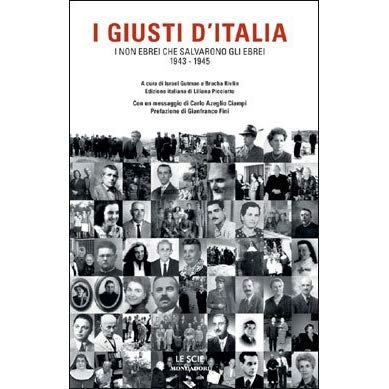 I GIUSTI D'ITALIA
I NON EBREI CHE SALVARONO GLI EBREI
1943 - 1945
A cura di Israel Gutman e Bracha Rivlin
Edizione italiana di Liliana Picciotto
Con un messaggio di Carlo Azeglio Ciampi
Prefazione di Gianfranco Fini
LE SCIE
MONDADORI